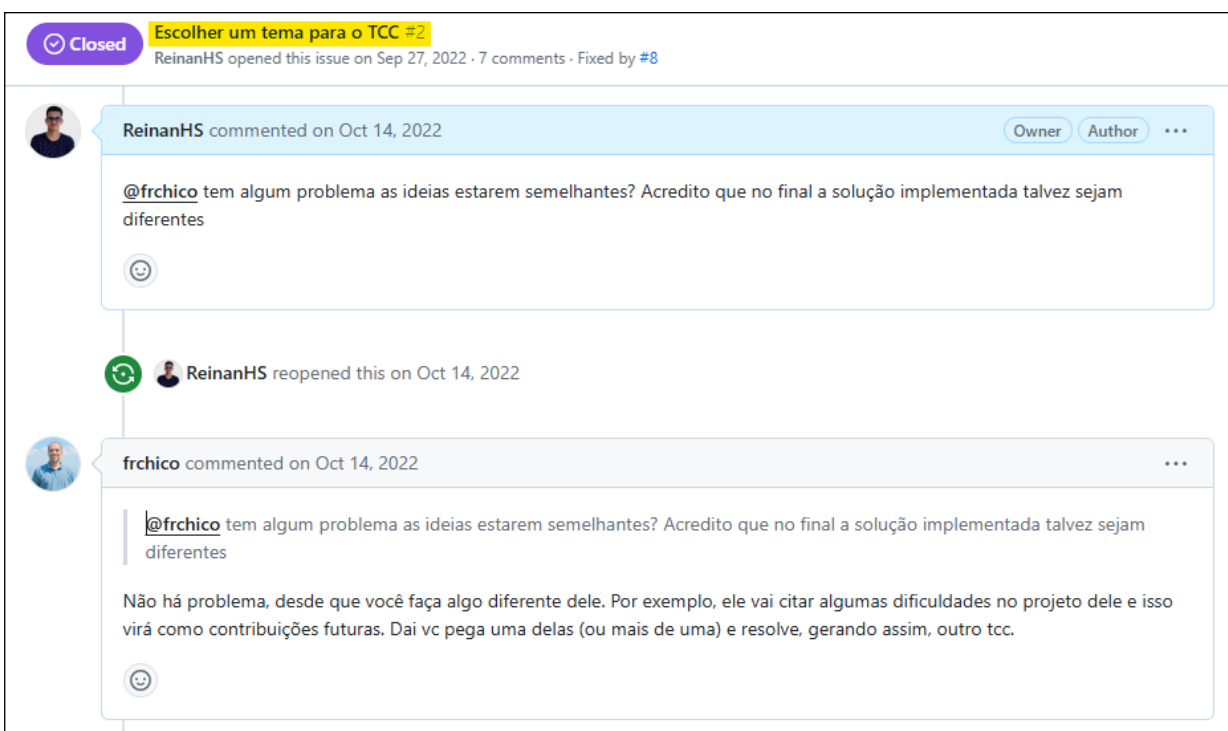 Closed
Escolher um tema para o TCC #2
ReinanHS opened this issue on Sep 27, 2022 · 7 comments · Fixed by #8
ReinanHS commented on Oct 14, 2022
Owner
Author
@frchico tem algum problema as ideias estarem semelhantes? Acredito que no final a solução implementada talvez sejam
diferentes
ReinanHS reopened this on Oct 14, 2022
frchico commented on Oct 14, 2022
@frchico tem algum problema as ideias estarem semelhantes? Acredito que no final a solução implementada talvez sejam
diferentes
Não há problema, desde que você faça algo diferente dele. Por exemplo, ele vai citar algumas dificuldades no projeto dele e isso
virá como contribuições futuras. Dai vc pega uma delas (ou mais de uma) e resolve, gerando assim, outro tcc.